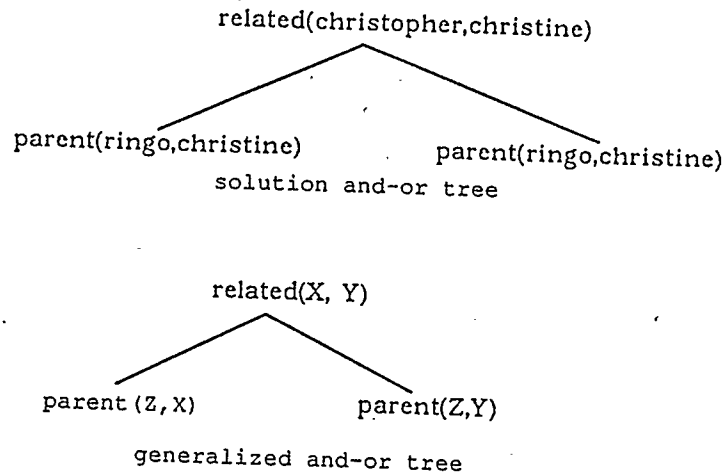 related(christopher,christine)
parent(ringo,christine) parent(ringo,christine)
solution and-or tree
related(X, Y)
parent (Z,X) parent(Z,Y)
generalized and-or tree